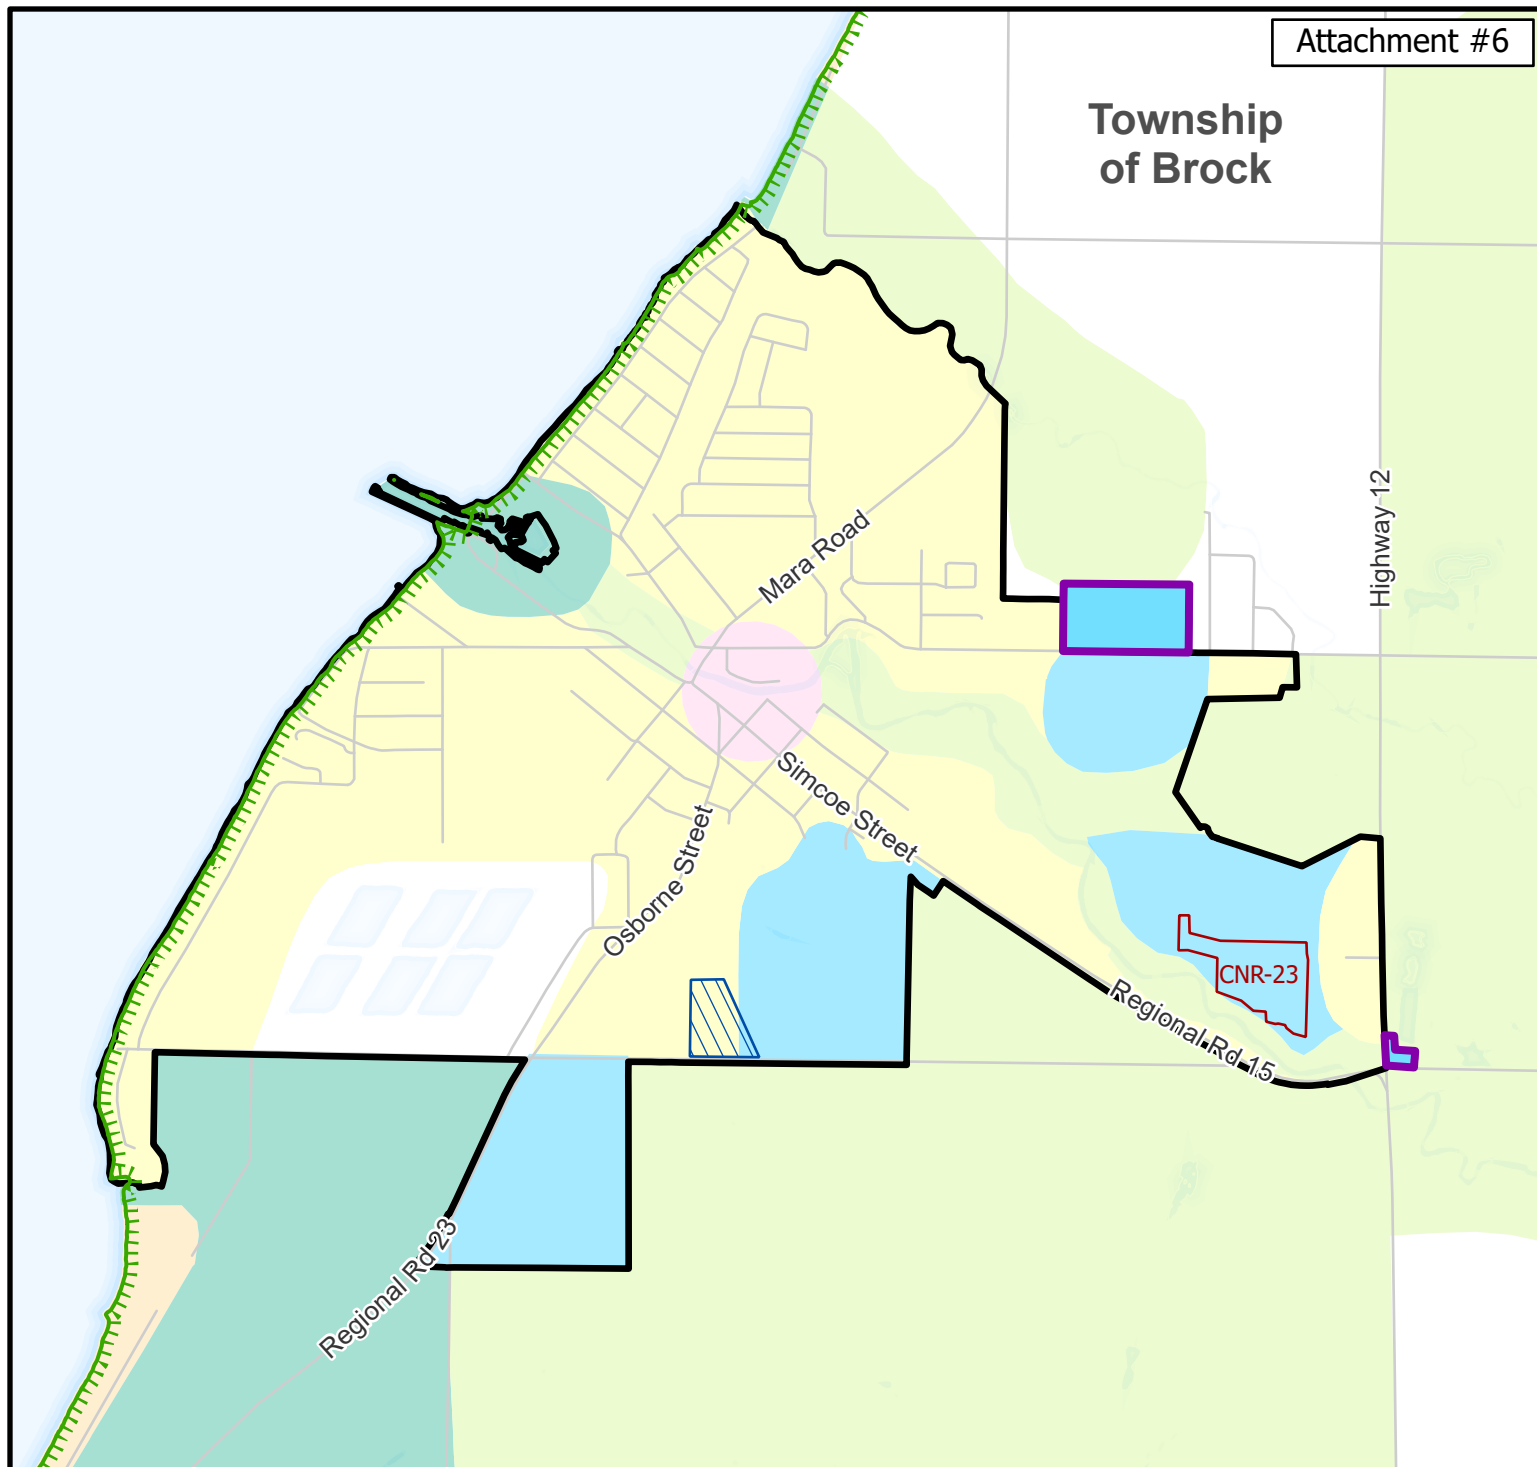 Attachment #6
Township
of Brock
Highway 12
Mara Road
Simcoe Street
Osborne Street
CNR-23
Regional Rd 15
Regional Rd 23